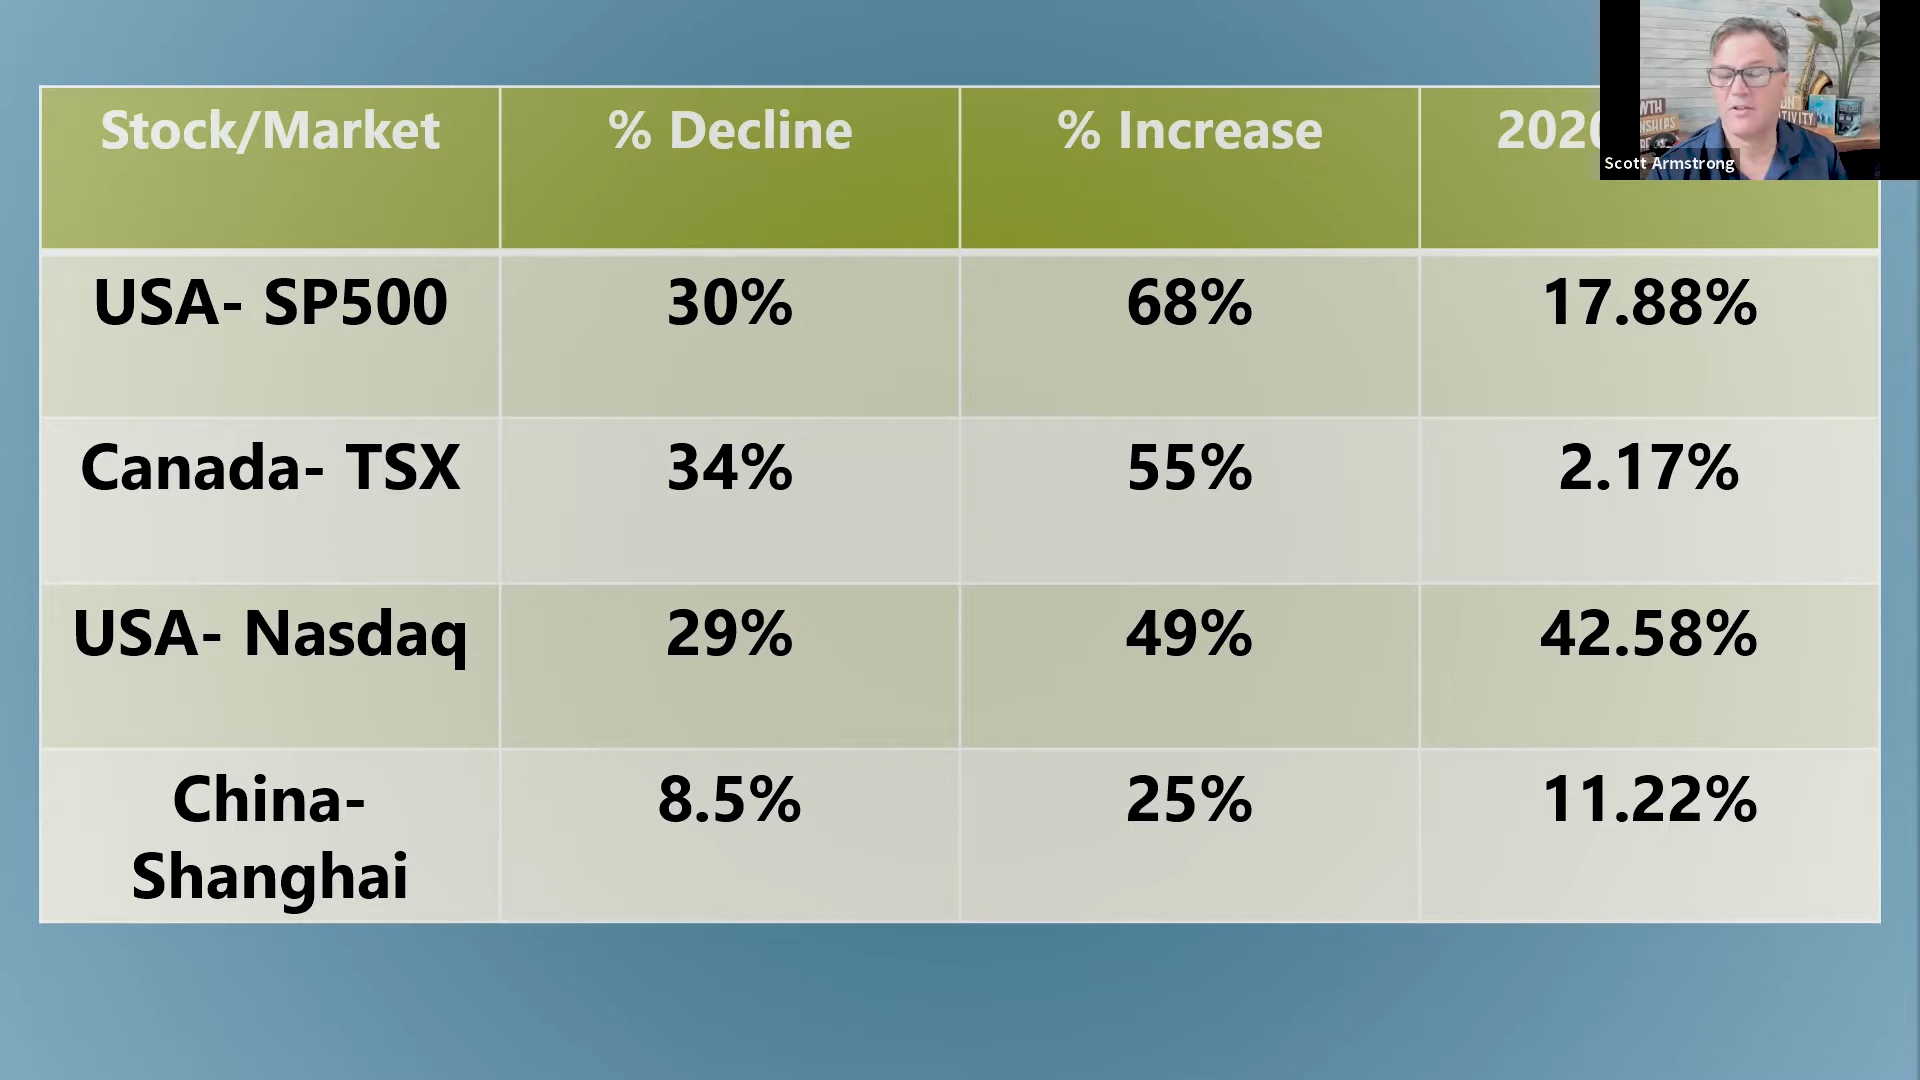 Stock/Market % Decline % Increase
USA- SP500 30% 68% 17.88%
Canada- TSX 34% 55% 2.17%
USA- Nasdaq 29% 49% 42.58%
China-
Shanghai 8.5% 25% 11.22%
Scott Armstrong